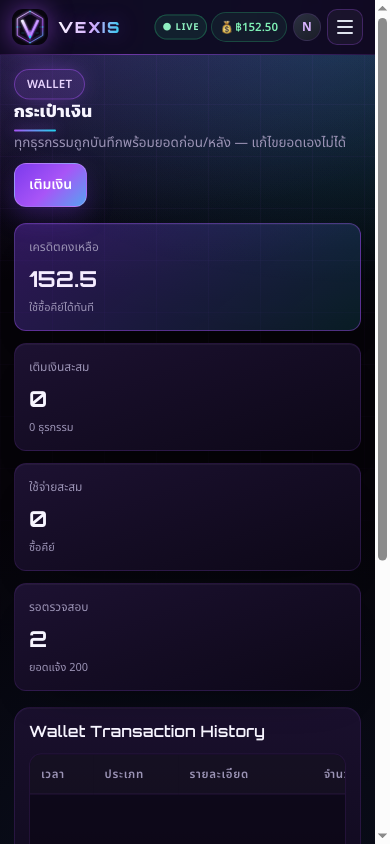 VEXIS
LIVE
฿152.50
N
WALLET
กระเป๋าเงิน
ทุกธุรกรรมถูกบันทึกพร้อมยอดก่อน/หลัง — แก้ไขยอดเองไม่ได้
เติมเงิน
เครดิตคงเหลือ
152.5
ใช้ซื้อคีย์ได้ทันที
เติมเงินสะสม
0
0 ธุรกรรม
ใช้จ่ายสะสม
0
ซื้อคีย์
รอตรวจสอบ
2
ยอดแจ้ง 200
Wallet Transaction History
เวลา ประเภท รายละเอียด